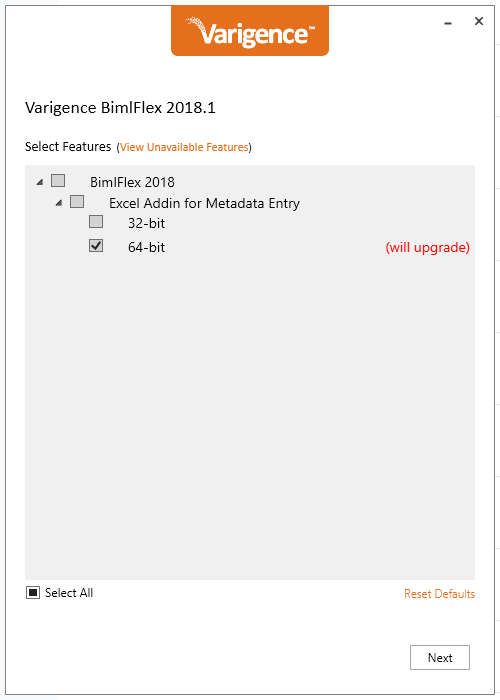 Varigence™
Varigence BimlFlex 2018.1
Select Features (View Unavailable Features)
BimlFlex 2018
Excel Addin for Metadata Entry
32-bit
64-bit (will upgrade)
Select All Reset Defaults
Next